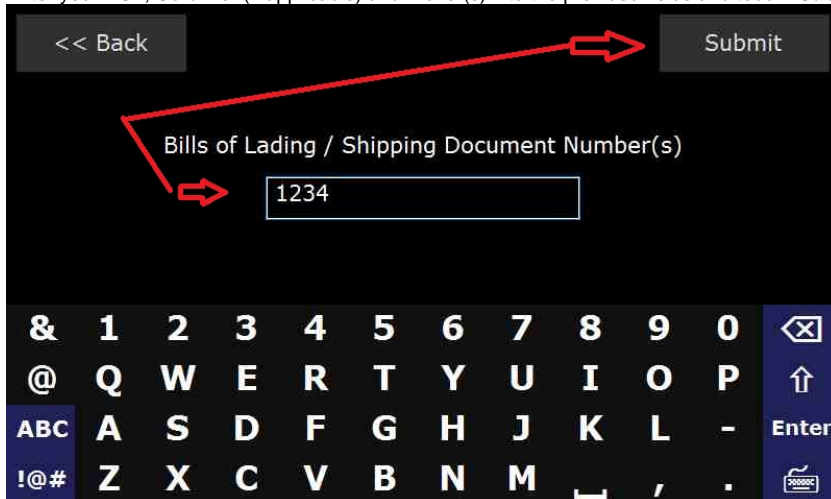 << Back Submit
Bills of Lading / Shipping Document Number(s)
1234
& 1 2 3 4 5 6 7 8 9 0
@ Q W E R T Y U I O P
ABC A S D F G H J K L - Enter
!@# Z X C V B N M , .